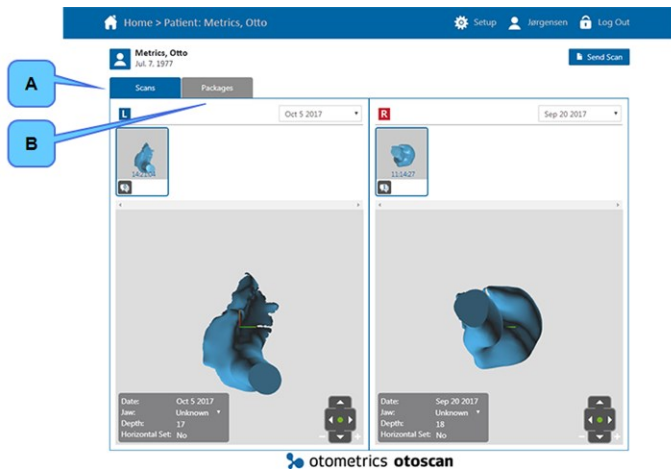 Home > Patient: Metrics, Otto
Setup
Jørgensen
Log Out
Metrics, Otto
Jul. 7, 1977
Send Scan
A
Scans
Packages
B
L
Oct 5 2017
R
Sep 20 2017
14:21:04
11:14:27
Date: Oct 5 2017
Jaw: Unknown
Depth: 17
Horizontal Set: No
Date: Sep 20 2017
Jaw: Unknown
Depth: 18
Horizontal Set: No
otometrics otoscan